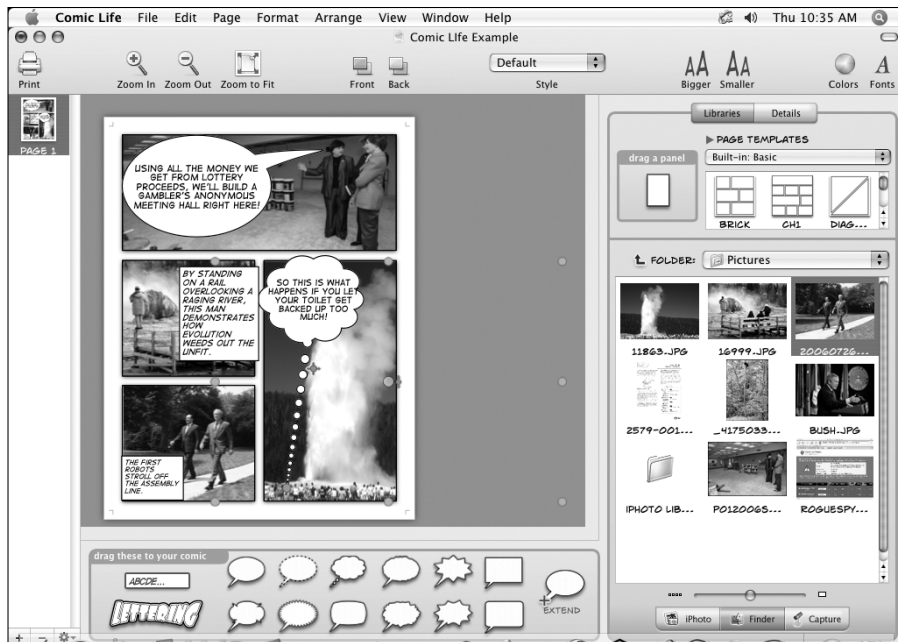 Comic Life File Edit Page Format Arrange View Window Help Thu 10:35 AM
Comic LIfe Example
Default
Print Zoom In Zoom Out Zoom to Fit Front Back Style Bigger Smaller Colors Fonts
PAGE 1
USING ALL THE MONEY WE
GET FROM LOTTERY
PROCEEDS, WE'LL BUILD A
GAMBLER'S ANONYMOUS
MEETING HALL RIGHT HERE!
BY STANDING
ON A RAIL
OVERLOOKING A
RAGING RIVER,
THIS MAN
DEMONSTRATES
HOW
EVOLUTION
WEEDS OUT THE
UNFIT.
SO THIS IS WHAT
HAPPENS IF YOU LET
YOUR TOILET GET
BACKED UP TOO
MUCH!
THE FIRST
ROBOTS
STROLL OFF
THE ASSEMBLY
LINE.
Libraries Details
PAGE TEMPLATES
drag a panel
Built-in: Basic
BRICK CH1 DIAG...
FOLDER: Pictures
11863.JPG 16999.JPG 20060726...
2579-001... _4175033... BUSH.JPG
IPHOTO LIB... P0120065... ROGUESPY...
iPhoto Finder Capture
drag these to your comic
ABCDE...
LETTERING
EXTEND